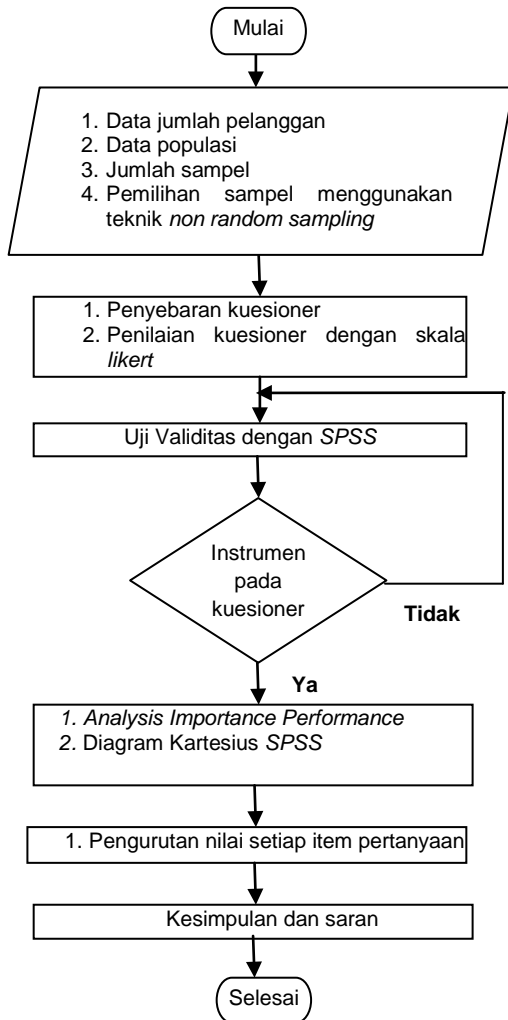 Mulai
1. Data jumlah pelanggan
2. Data populasi
3. Jumlah sampel
4. Pemilihan sampel menggunakan
teknik non random sampling
1. Penyebaran kuesioner
2. Penilaian kuesioner dengan skala
likert
Uji Validitas dengan SPSS
Instrumen
pada
kuesioner
Tidak
Ya
1. Analysis Importance Performance
2. Diagram Kartesius SPSS
1. Pengurutan nilai setiap item pertanyaan
Kesimpulan dan saran
Selesai